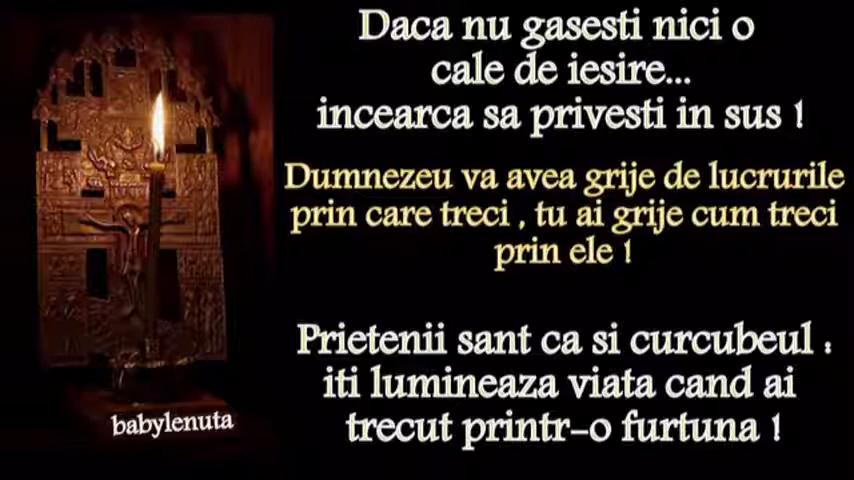 Daca nu gasesti nici o
cale de iesire...
incearca sa privesti in sus !
Dumnezeu va avea grije de lucrurile
prin care treci , tu ai grije cum treci
prin ele !
Prietenii sant ca si curcubeul :
iti lumineaza viata cand ai
trecut printr-o furtuna !
babylenuta